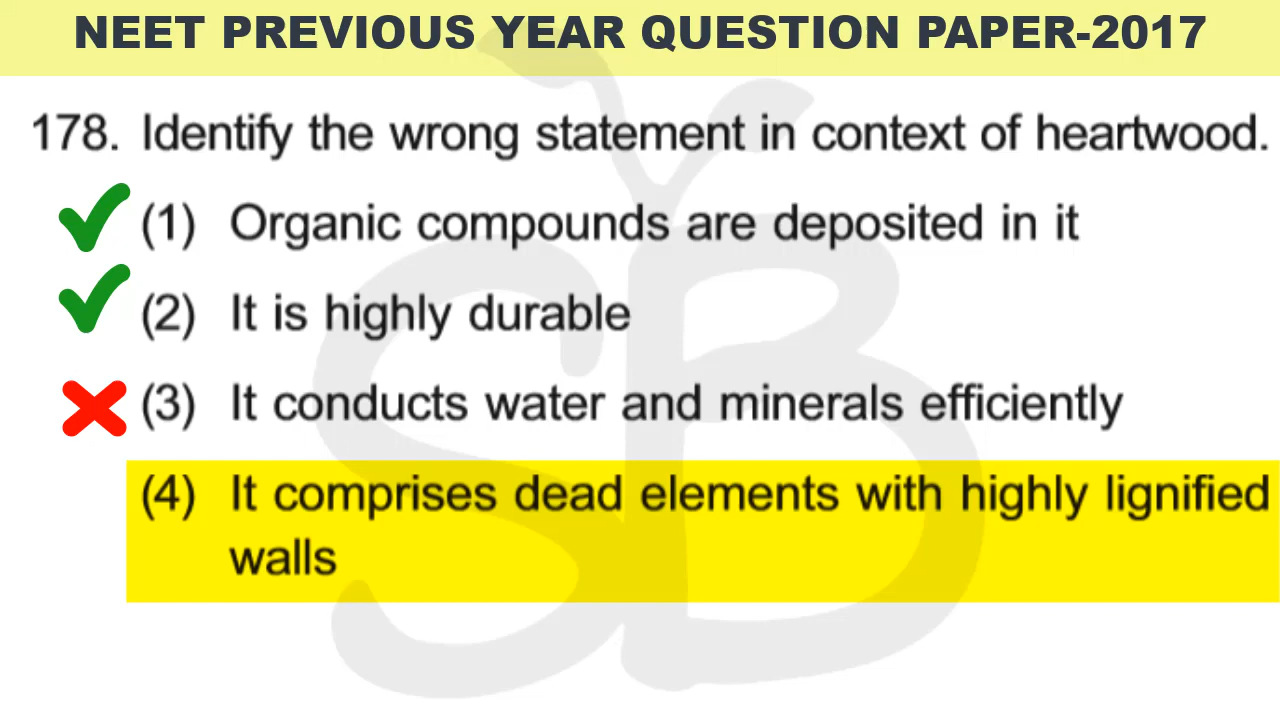 NEET PREVIOUS YEAR QUESTION PAPER-2017
178. Identify the wrong statement in context of heartwood.
(1) Organic compounds are deposited in it
(2) It is highly durable
(3) It conducts water and minerals efficiently
(4) It comprises dead elements with highly lignified
walls
SB